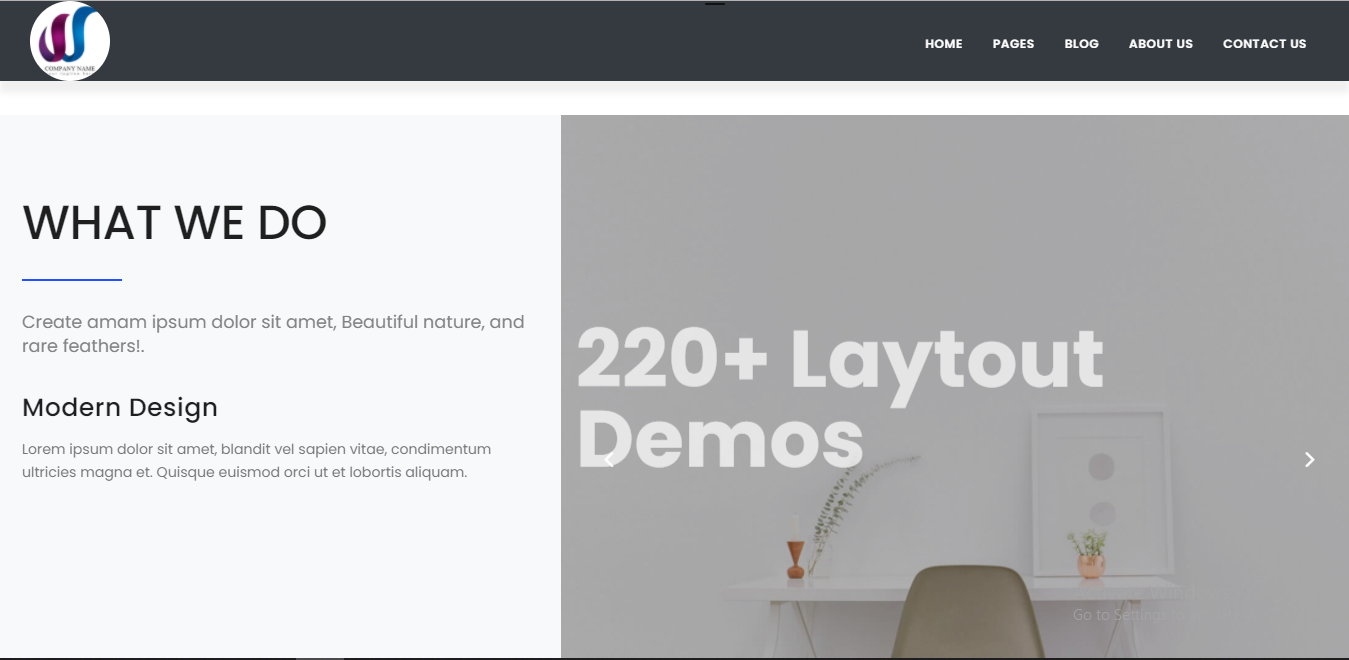 COMPANY NAME
HOME PAGES BLOG ABOUT US CONTACT US
WHAT WE DO
Create amam ipsum dolor sit amet, Beautiful nature, and
rare feathers!.
Modern Design
Lorem ipsum dolor sit amet, blandit vel sapien vitae, condimentum
ultricies magna et. Quisque euismod orci ut et lobortis aliquam.
220+ Laytout
Demos
Go to Settings